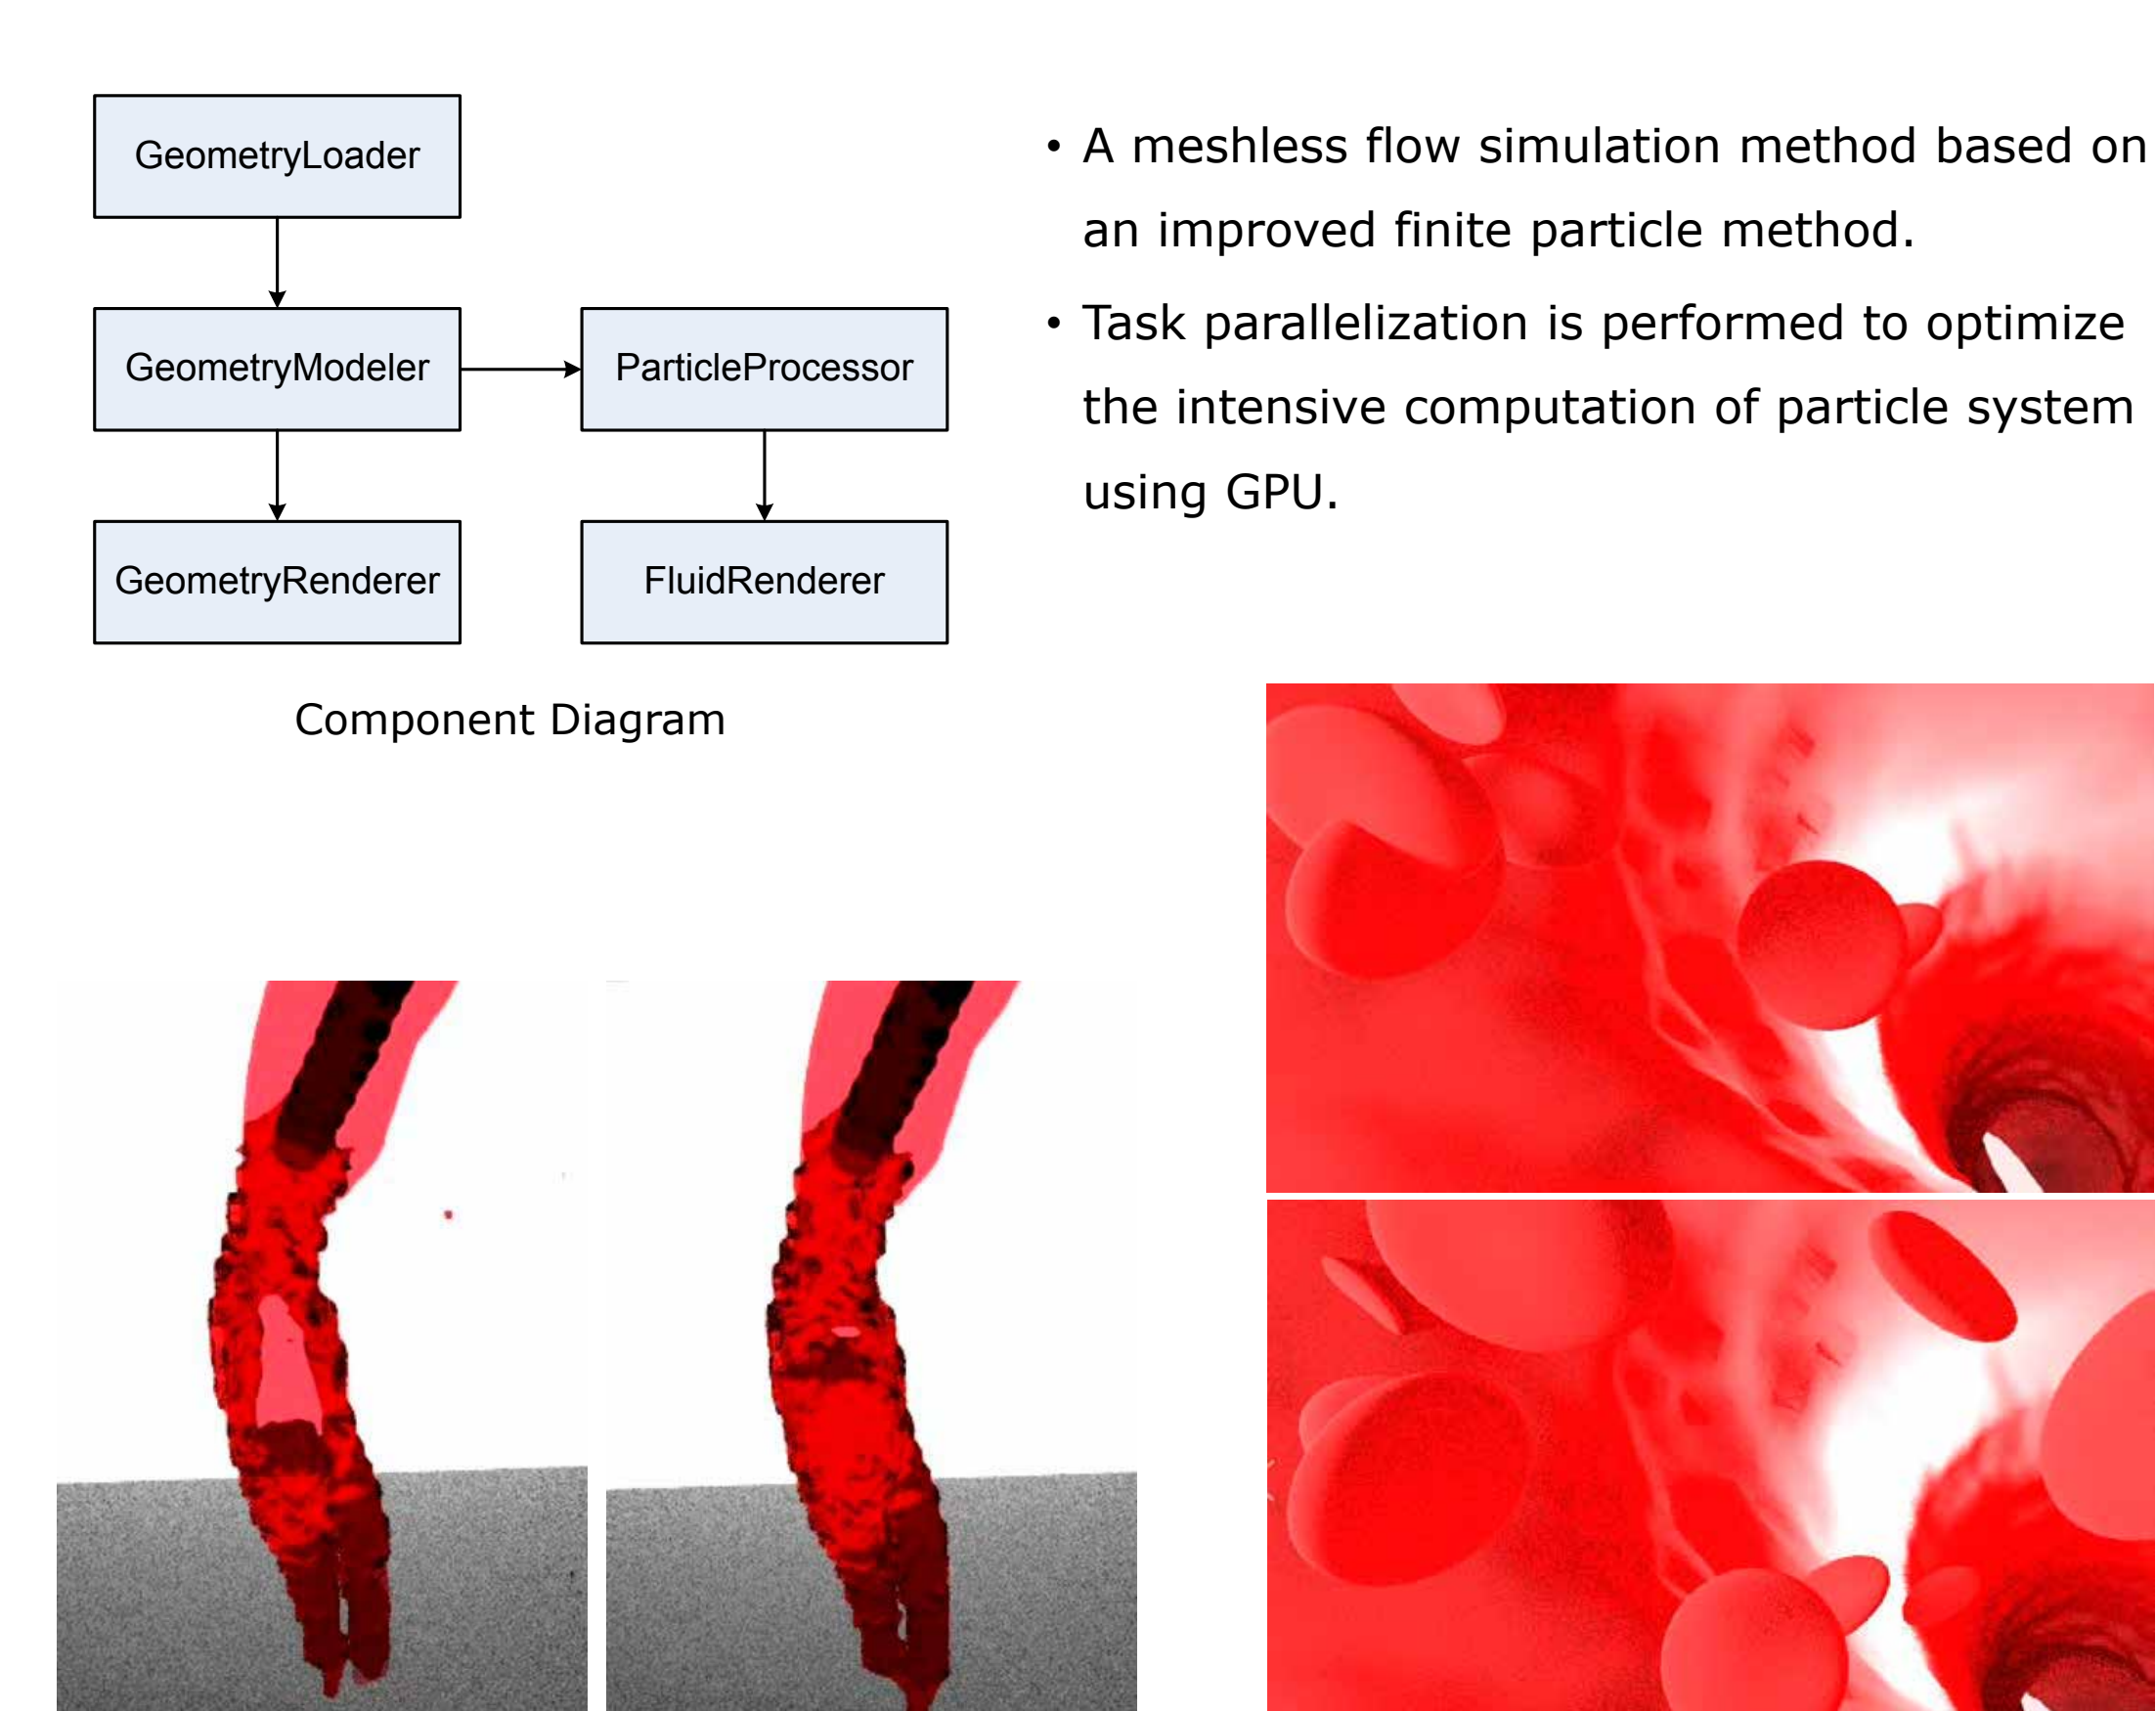 GeometryLoader
GeometryModeler
ParticleProcessor
GeometryRenderer
FluidRenderer
Component Diagram
• A meshless flow simulation method based on
an improved finite particle method.
• Task parallelization is performed to optimize
the intensive computation of particle system
using GPU.